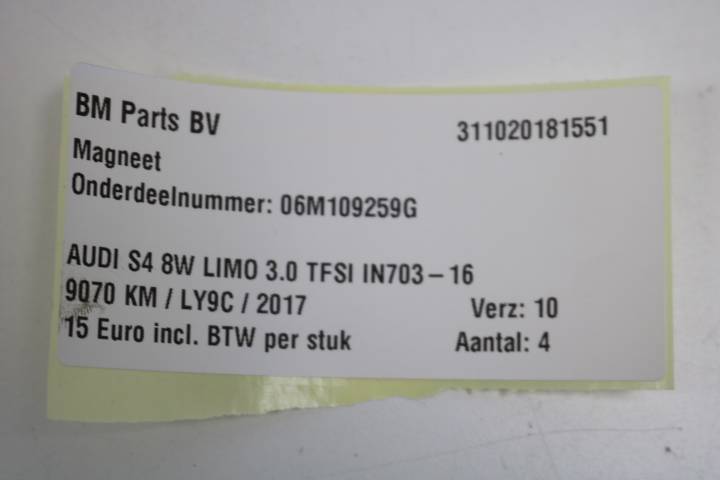 BM Parts BV
311020181551
Magneet
Onderdeelnummer: 06M109259G
AUDI S4 8W LIMO 3.0 TFSI IN703-16
9070 KM / LY9C / 2017 Verz: 10
15 Euro incl. BTW per stuk Aantal: 4